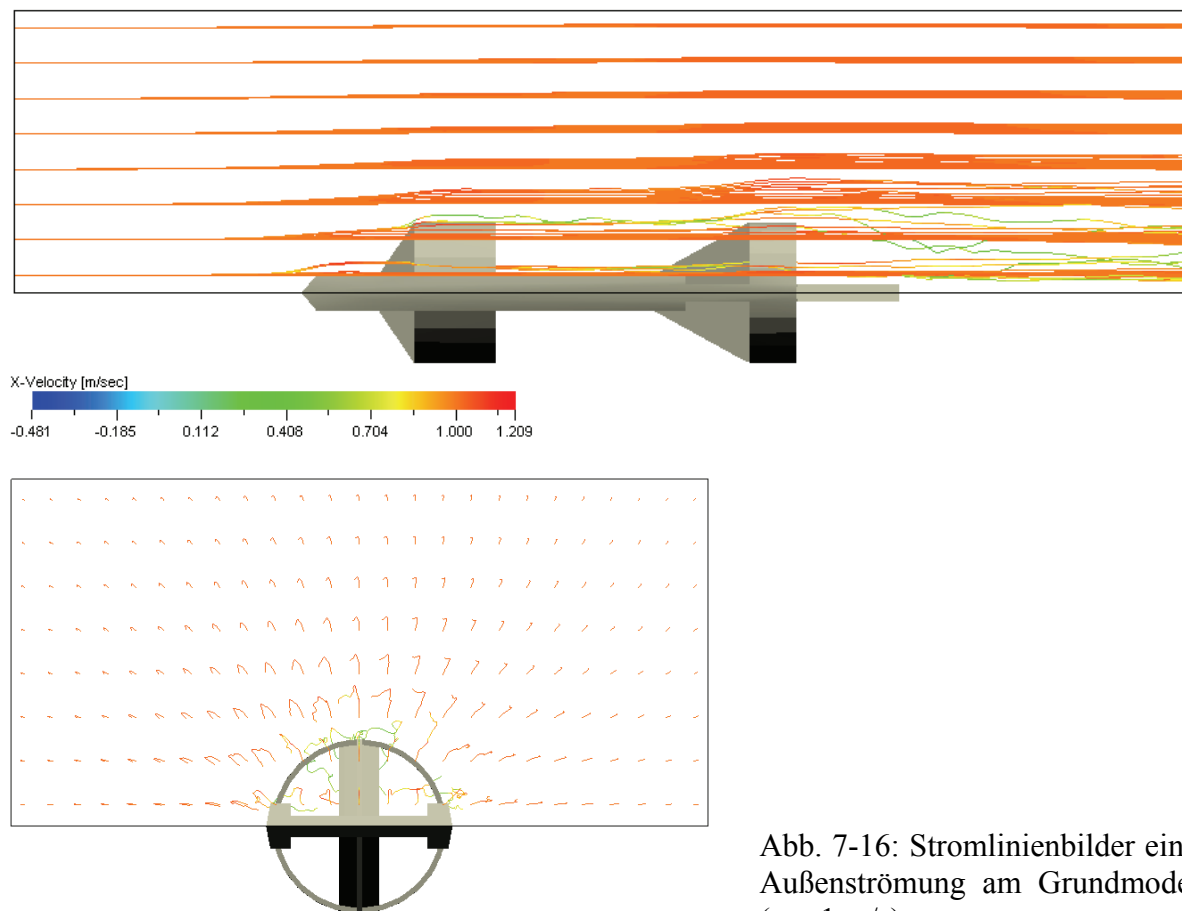 X-Velocity [m/sec]
-0.481 -0.185 0.112 0.408 0.704 1.000 1.209
Abb. 7-16: Stromlinienbilder ein
Außenströmung am Grundmode